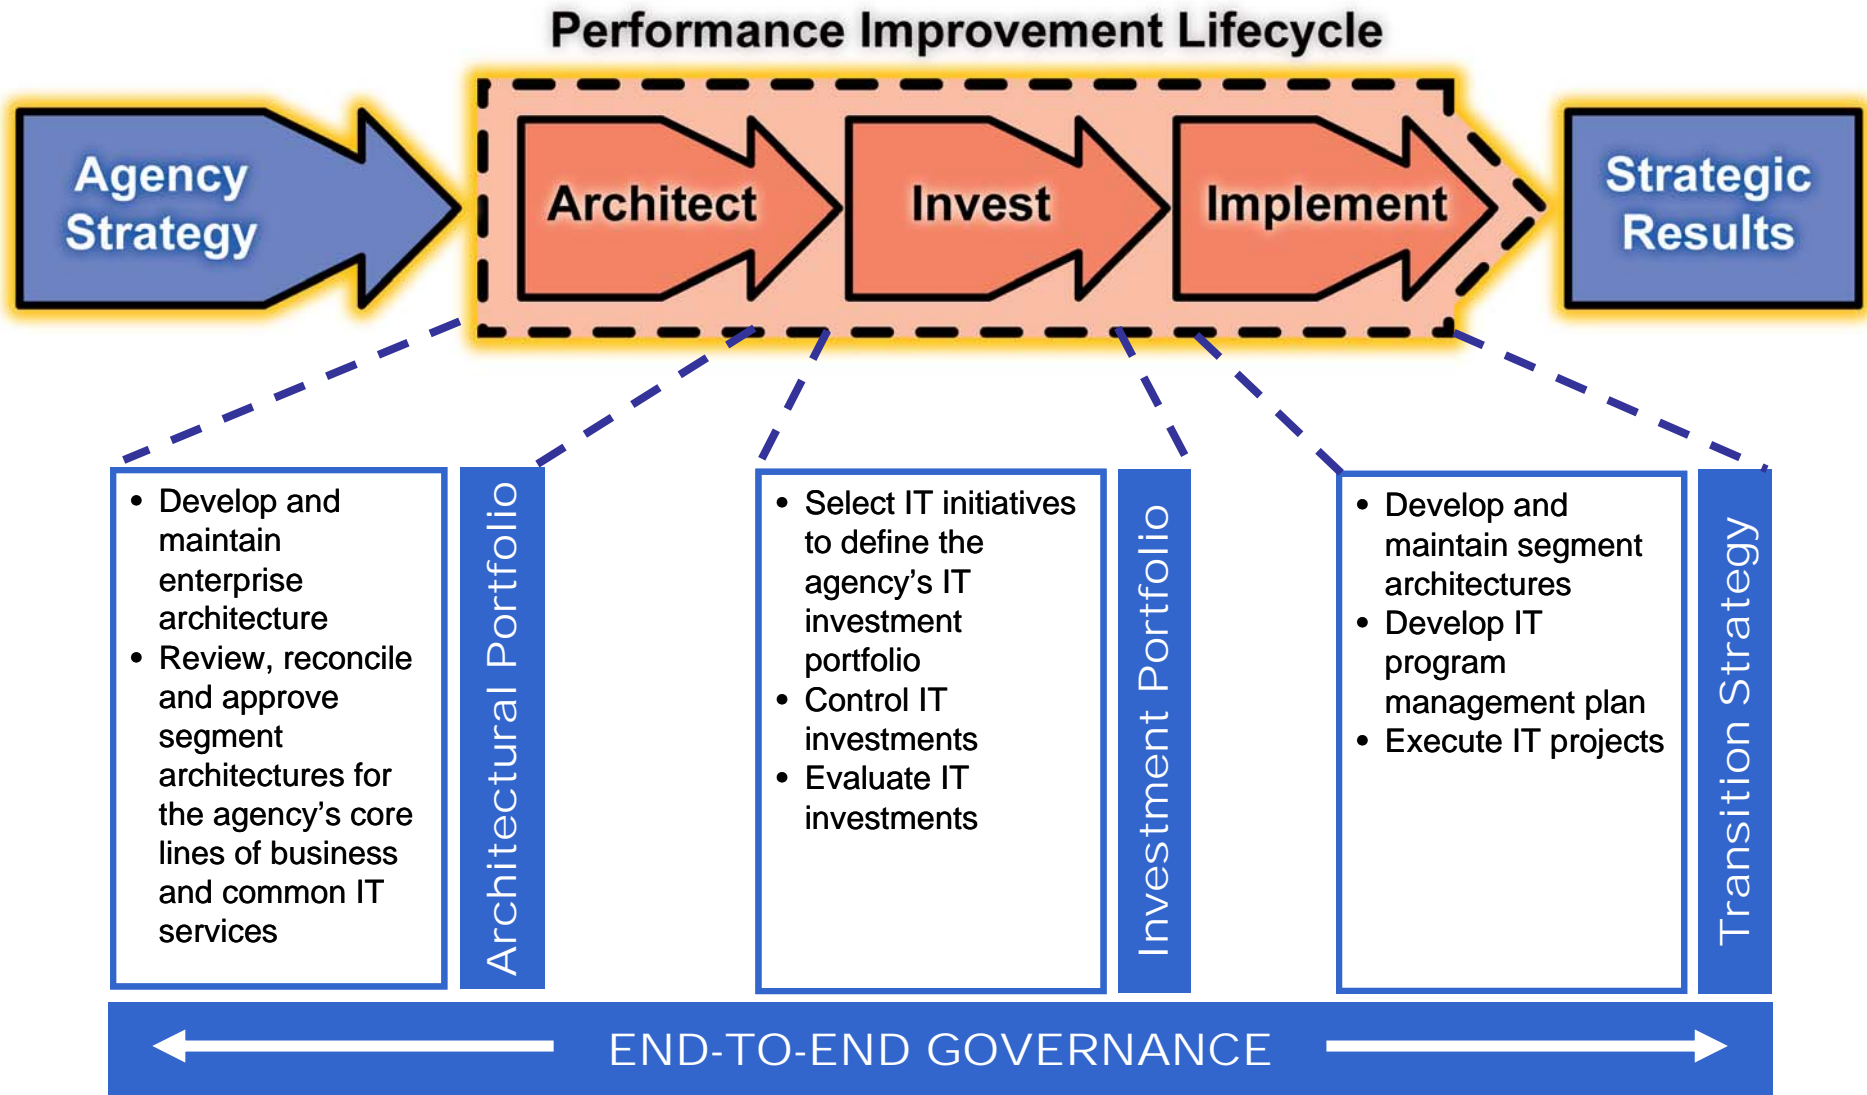 Performance Improvement Lifecycle
Agency
Strategy
Architect
Invest
Implement
Strategic
Results
• Develop and
maintain
enterprise
architecture
• Review, reconcile
and approve
segment
architectures for
the agency’s core
lines of business
and common IT
services
Architectural Portfolio
• Select IT initiatives
to define the
agency’s IT
investment
portfolio
• Control IT
investments
• Evaluate IT
investments
Investment Portfolio
• Develop and
maintain segment
architectures
• Develop IT
program
management plan
• Execute IT projects
Transition Strategy
END-TO-END GOVERNANCE